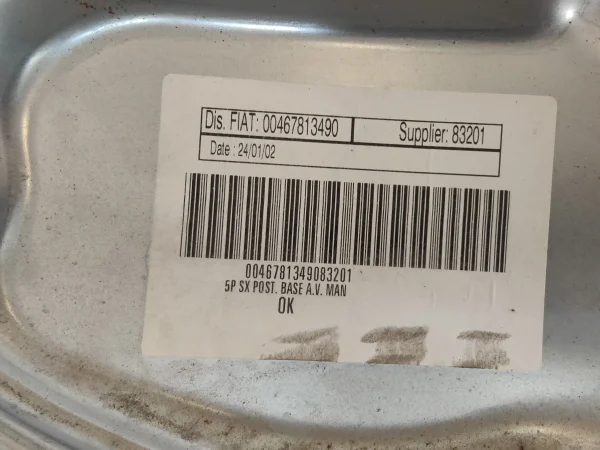 Dis. FIAT: 00467813490 Supplier: 83201
Date : 24/01/02
0046781349083201
5P SX POST. BASE A.V. MAN
OK